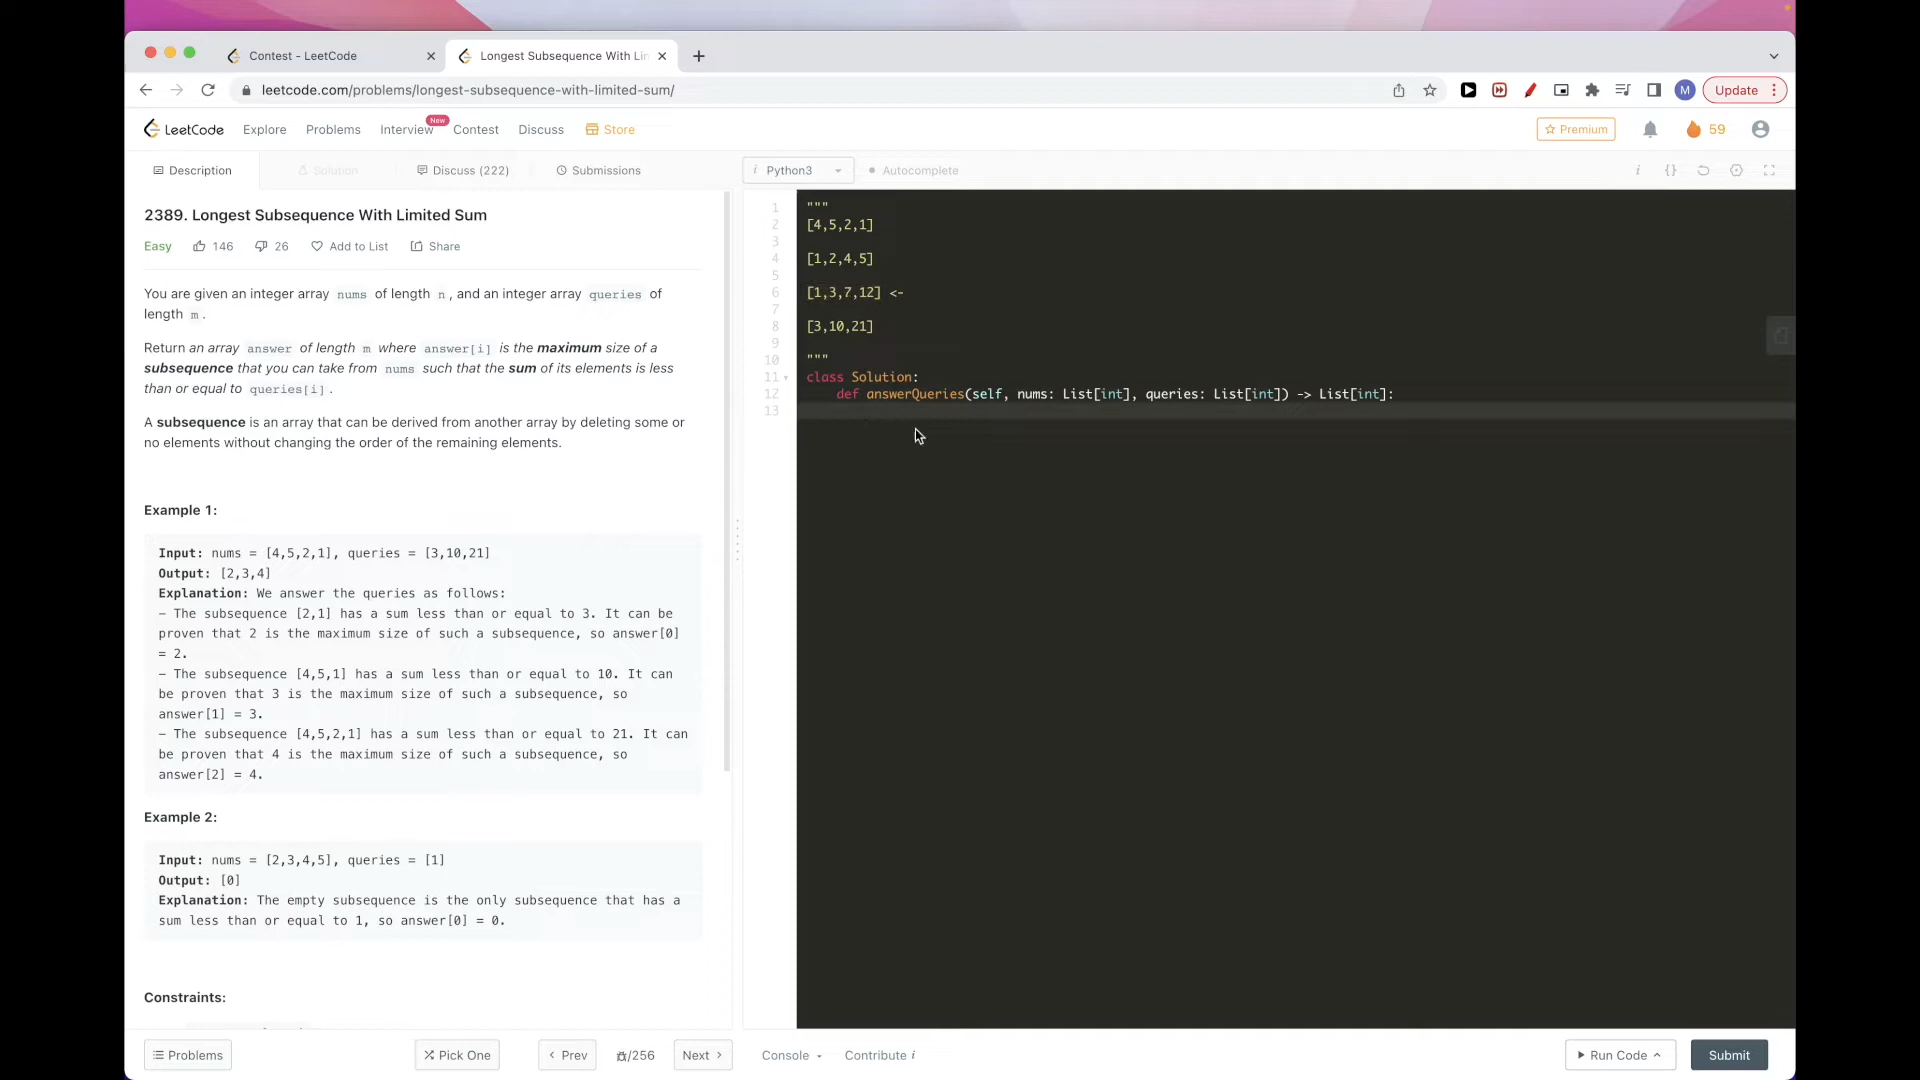 Contest - LeetCode
Longest Subsequence With Lin
leetcode.com/problems/longest-subsequence-with-limited-sum/
M
Update
LeetCode
Explore
Problems
Interview
New
Contest
Discuss
Store
Premium
59
Description
Solution
Discuss (222)
Submissions
i Python3
Autocomplete
i
{}
2389. Longest Subsequence With Limited Sum
Easy
146
26
Add to List
Share
You are given an integer array nums of length n, and an integer array queries of
length m.
Return an array answer of length m where answer[i] is the maximum size of a
subsequence that you can take from nums such that the sum of its elements is less
than or equal to queries[i].
A subsequence is an array that can be derived from another array by deleting some or
no elements without changing the order of the remaining elements.
Example 1:
Input: nums = [4,5,2,1], queries = [3,10,21]
Output: [2,3,4]
Explanation: We answer the queries as follows:
- The subsequence [2,1] has a sum less than or equal to 3. It can be
proven that 2 is the maximum size of such a subsequence, so answer[0]
= 2.
- The subsequence [4,5,1] has a sum less than or equal to 10. It can
be proven that 3 is the maximum size of such a subsequence, so
answer[1] = 3.
- The subsequence [4,5,2,1] has a sum less than or equal to 21. It can
be proven that 4 is the maximum size of such a subsequence, so
answer[2] = 4.
Example 2:
Input: nums = [2,3,4,5], queries = [1]
Output: [0]
Explanation: The empty subsequence is the only subsequence that has a
sum less than or equal to 1, so answer[0] = 0.
Constraints:
1 """
2 [4,5,2,1]
3
4 [1,2,4,5]
5
6 [1,3,7,12] <-
7
8 [3,10,21]
9
10 """
11 class Solution:
12 def answerQueries(self, nums: List[int], queries: List[int]) -> List[int]:
13
Problems
Pick One
Prev
/256
Next
Console
Contribute i
Run Code
Submit